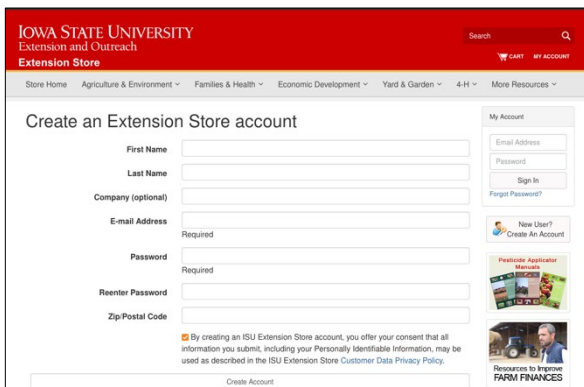 IOWA STATE UNIVERSITY
Extension and Outreach
Extension Store
Search
CART MY ACCOUNT
Store Home Agriculture & Environment Families & Health Economic Development Yard & Garden 4-H More Resources
Create an Extension Store account
First Name
Last Name
Company (optional)
E-mail Address
Required
Password
Required
Reenter Password
Zip/Postal Code
By creating an ISU Extension Store account, you offer your consent that all
information you submit, including your Personally Identifiable Information, may be
used as described in the ISU Extension Store Customer Data Privacy Policy.
Create Account
My Account
Email Address
Password
Sign In
Forgot Password?
New User?
Create An Account
Pesticide Applicator
Manuals
Resources to Improve
FARM FINANCES